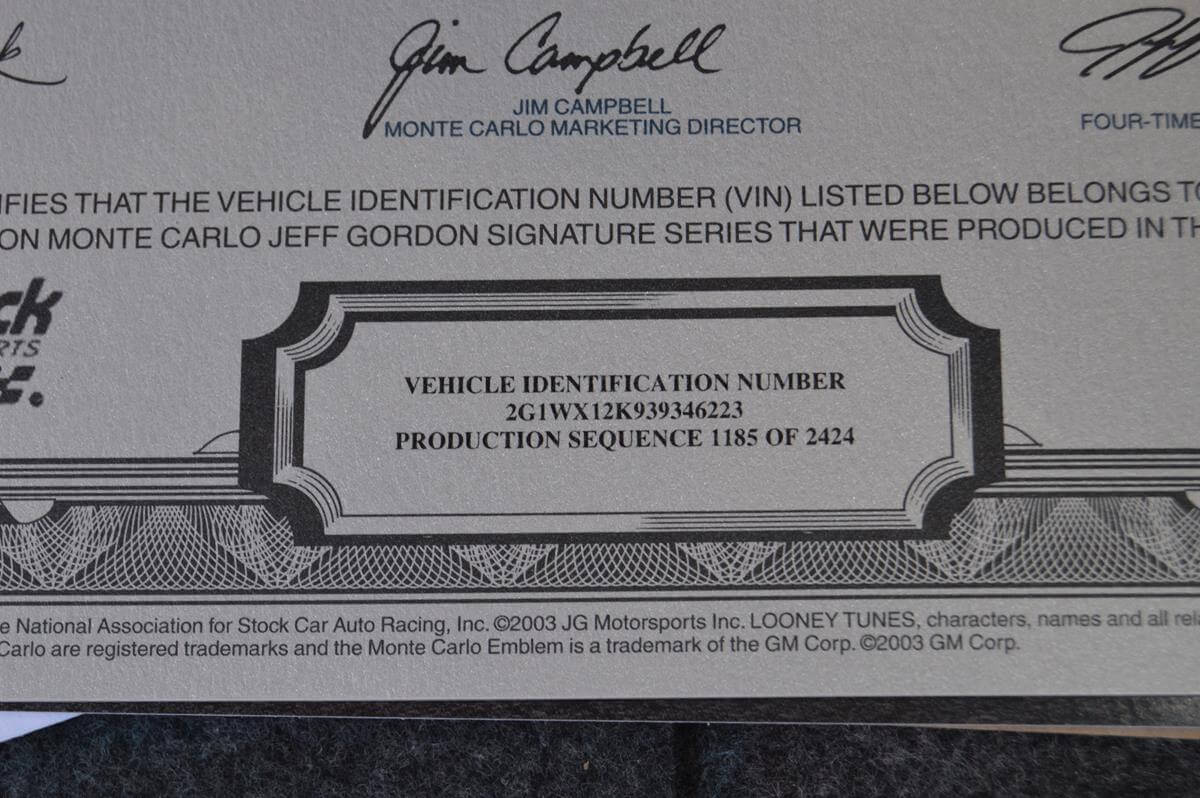 Jim Campbell
JIM CAMPBELL
MONTE CARLO MARKETING DIRECTOR
FOUR-TIME
IFIES THAT THE VEHICLE IDENTIFICATION NUMBER (VIN) LISTED BELOW BELONGS TO
ON MONTE CARLO JEFF GORDON SIGNATURE SERIES THAT WERE PRODUCED IN TH
ck
RTS
VEHICLE IDENTIFICATION NUMBER
2G1WX12K939346223
PRODUCTION SEQUENCE 1185 OF 2424
e National Association for Stock Car Auto Racing, Inc. ©2003 JG Motorsports Inc. LOONEY TUNES, characters, names and all rel
Carlo are registered trademarks and the Monte Carlo Emblem is a trademark of the GM Corp. ©2003 GM Corp.